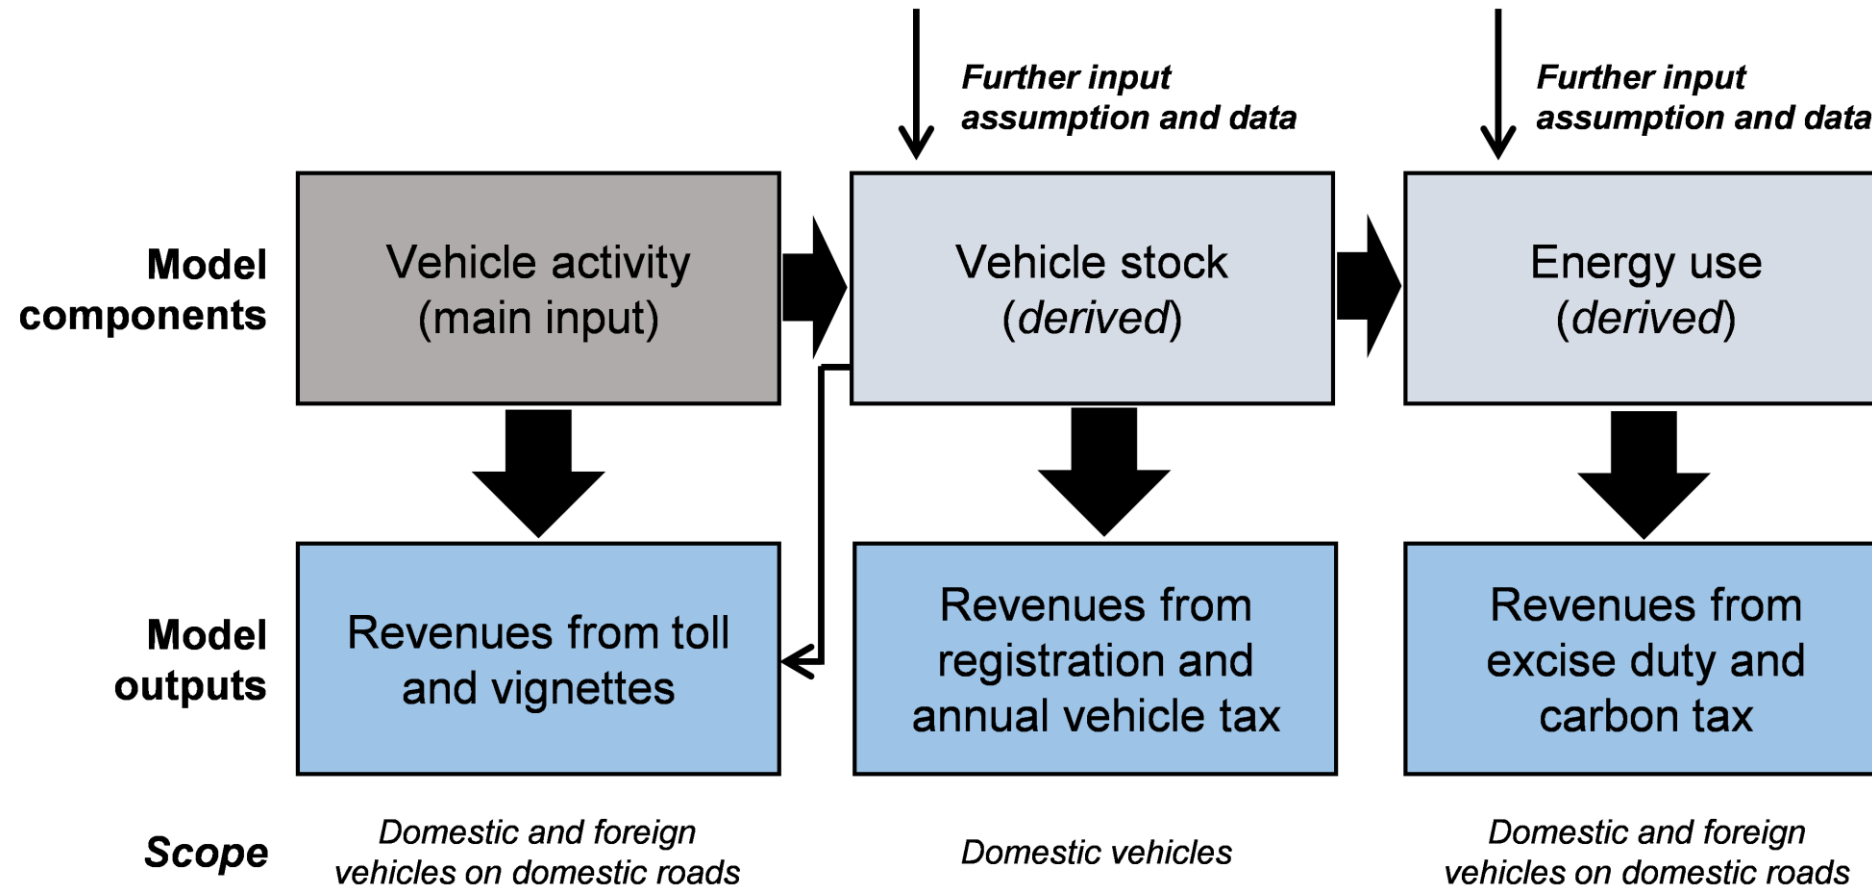 Further input
assumption and data
Further input
assumption and data
Model
components
Vehicle activity
(main input)
Vehicle stock
(derived)
Energy use
(derived)
Model
outputs
Revenues from toll
and vignettes
Revenues from
registration and
annual vehicle tax
Revenues from
excise duty and
carbon tax
Scope
Domestic and foreign
vehicles on domestic roads
Domestic vehicles
Domestic and foreign
vehicles on domestic roads